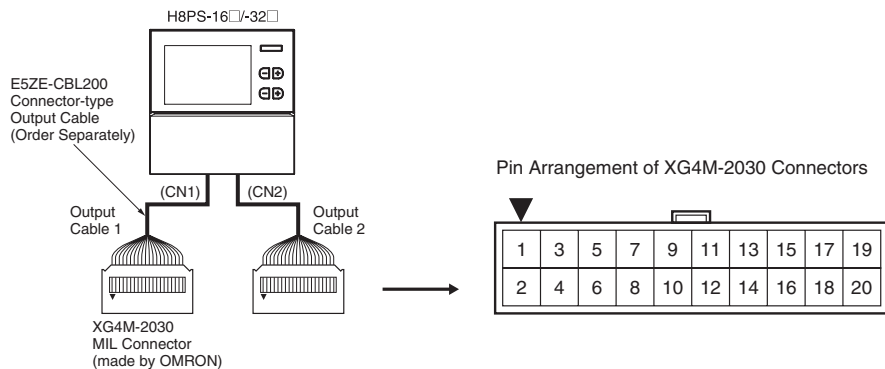 H8PS-16□/-32□
E5ZE-CBL200
Connector-type
Output Cable
(Order Separately)
(CN1)
(CN2)
Output
Cable 1
Output
Cable 2
XG4M-2030
MIL Connector
(made by OMRON)
Pin Arrangement of XG4M-2030 Connectors
1 3 5 7 9 11 13 15 17 19
2 4 6 8 10 12 14 16 18 20